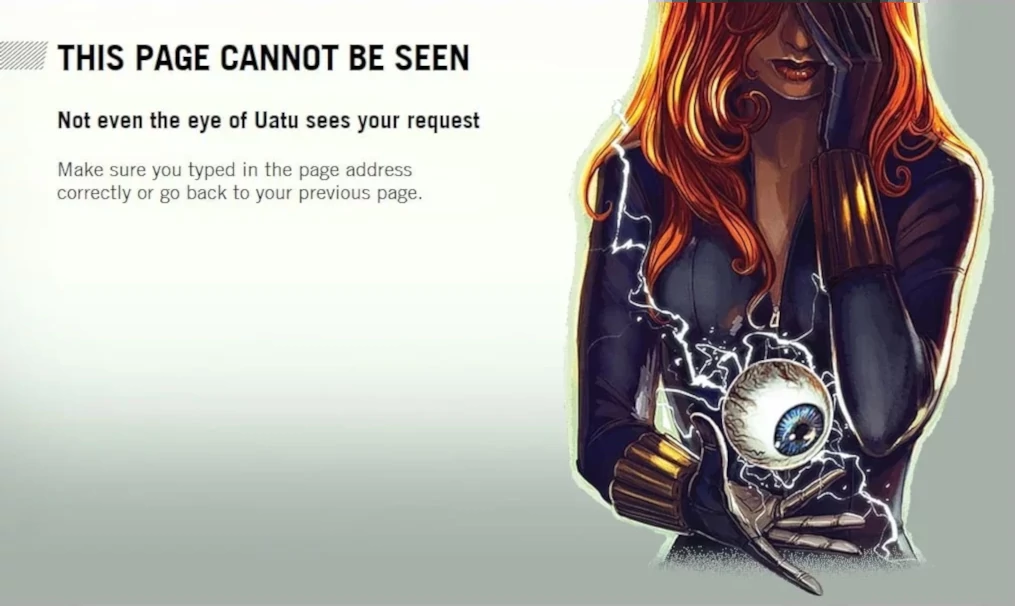 THIS PAGE CANNOT BE SEEN
Not even the eye of Uatu sees your request
Make sure you typed in the page address
correctly or go back to your previous page.